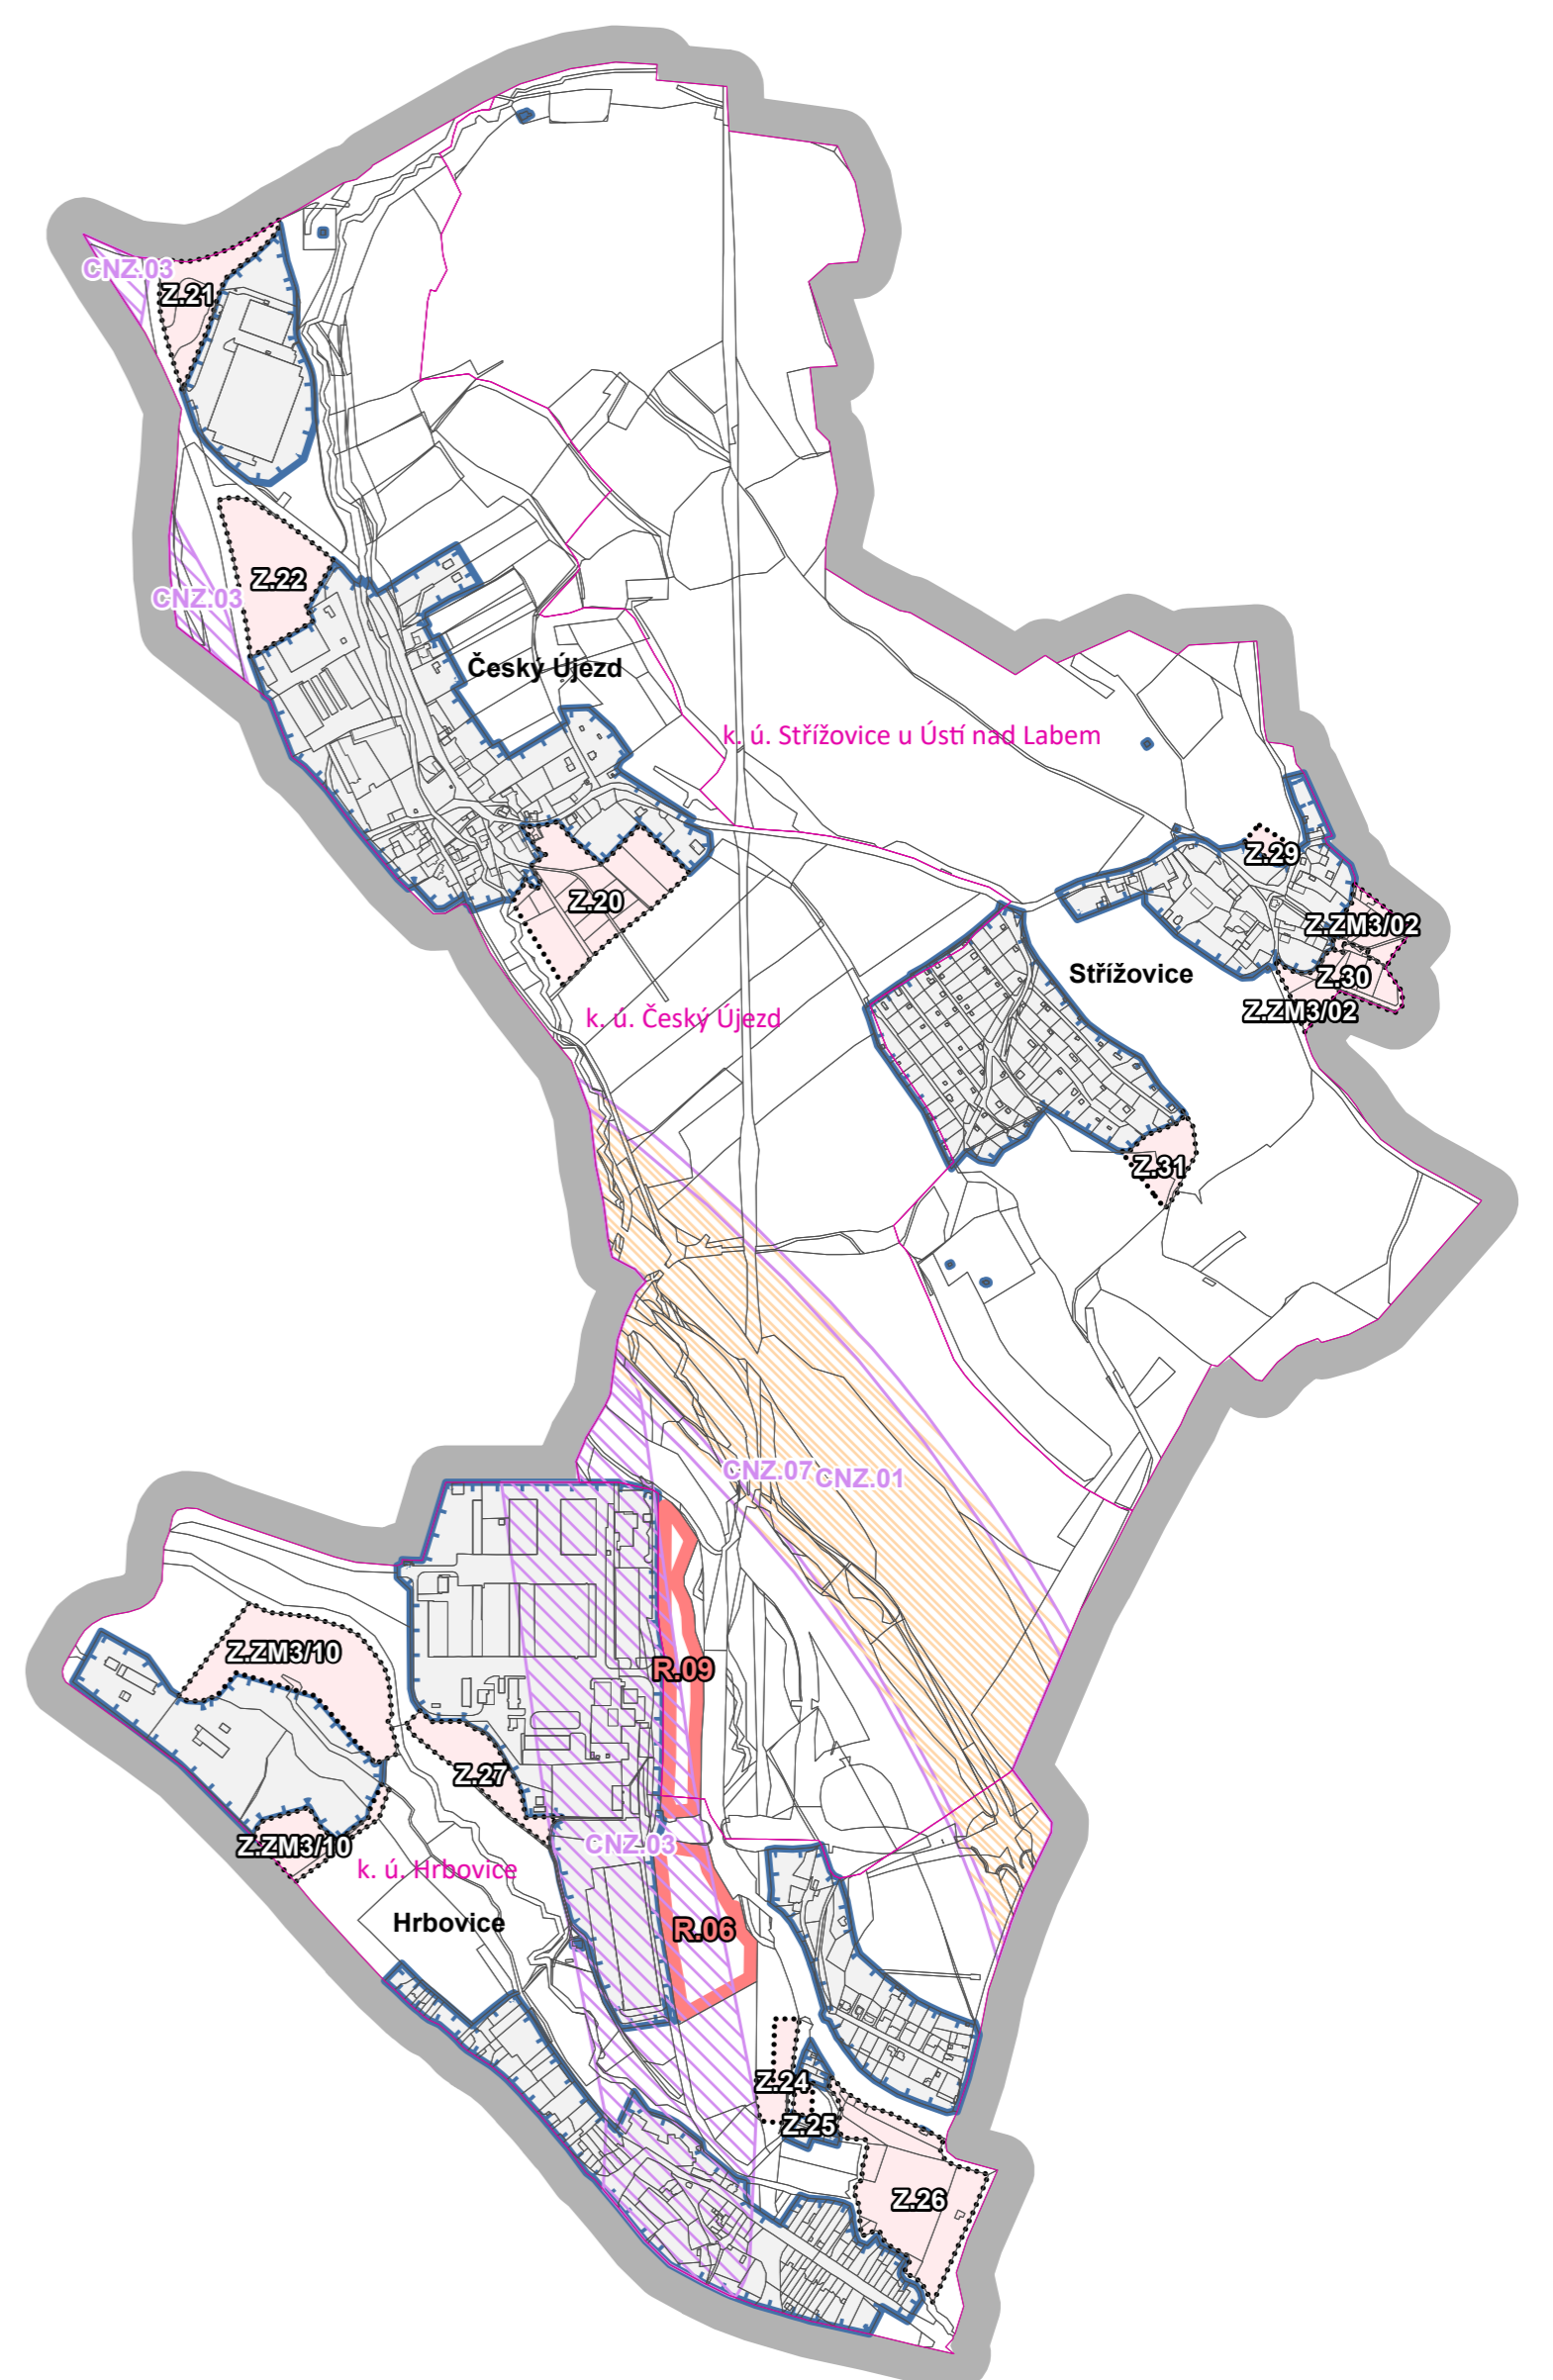 CNZ.03
Z.21
Z.22
CNZ.03
Český Újezd
k. ú. Střížovice u Ústí nad Labem
Z.29
Z.20
Z.ZM3/02
Střížovice
Z.30
Z.ZM3/02
k. ú. Český Újezd
Z.31
CNZ.07
CNZ.01
Z.ZM3/10
R.09
Z.27
CNZ.03
Z.ZM3/10
k. ú. Hrbovice
Hrbovice
R.06
Z.24
Z.25
Z.26